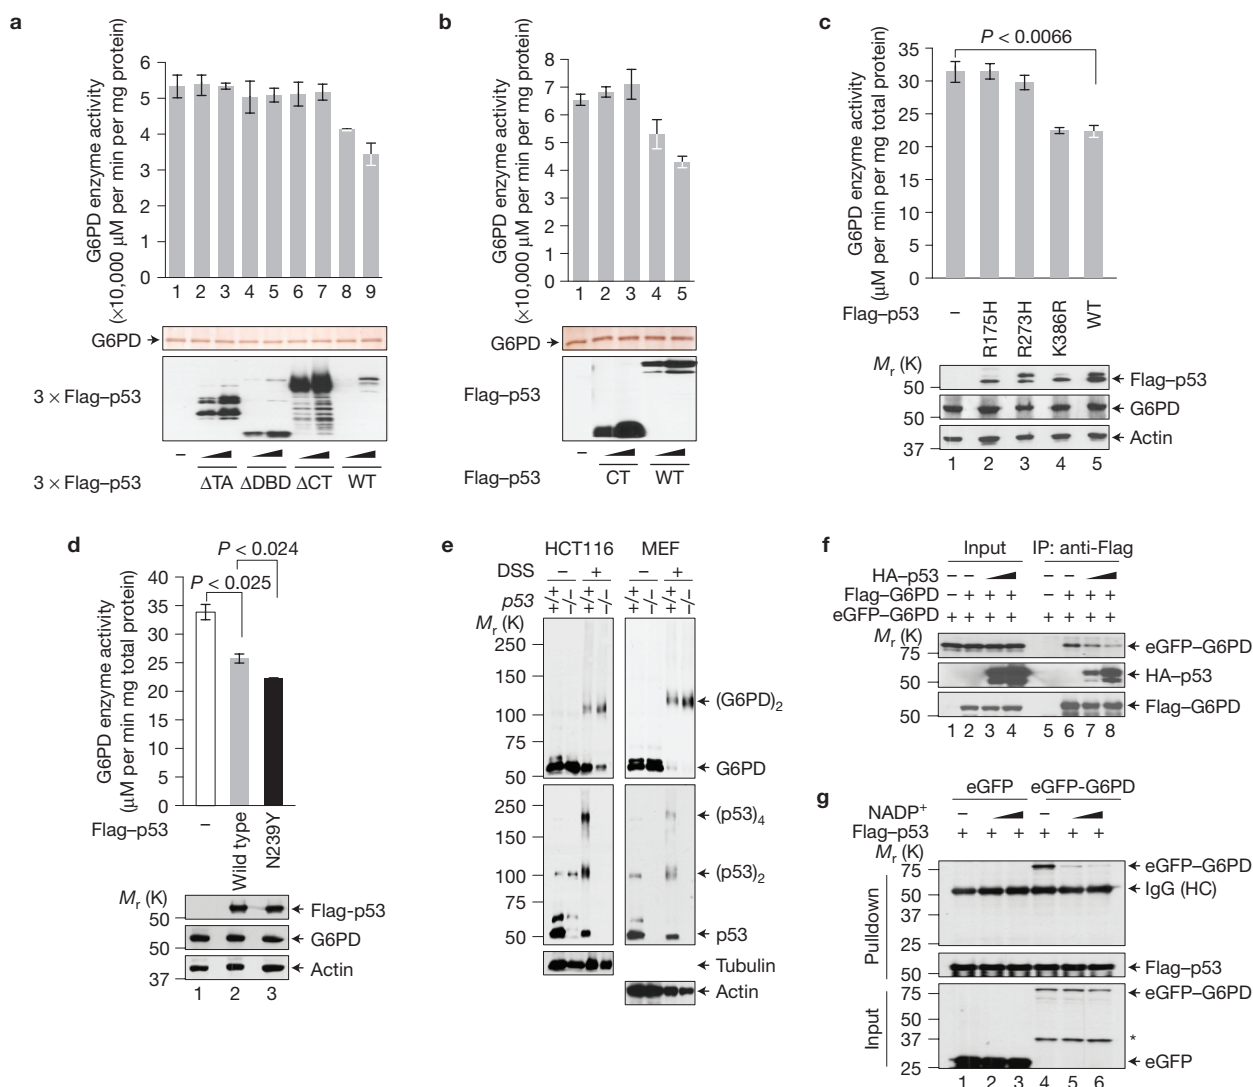 a
G6PD enzyme activity
(×10,000 µM per min per mg protein)
6
5
4
3
2
1
0
1 2 3 4 5 6 7 8 9
G6PD
3 × Flag–p53
–
3 × Flag–p53
ΔTA ΔDBD ΔCT WT
b
G6PD enzyme activity
(×10,000 µM per min per mg protein)
8
7
6
5
4
3
2
1
0
1 2 3 4 5
G6PD
Flag–p53
–
Flag–p53
CT WT
c
G6PD enzyme activity
(µM per min per mg total protein)
P < 0.0066
35
30
25
20
15
10
5
0
Flag–p53
– R175H R273H K386R WT
Mr (K)
50
Flag–p53
50
G6PD
37
Actin
1 2 3 4 5
d
G6PD enzyme activity
(µM per min mg total protein)
P < 0.024
P < 0.025
40
35
30
25
20
15
10
5
0
Flag–p53
– Wild type N239Y
Mr (K)
50
Flag-p53
50
G6PD
37
Actin
1 2 3
e
HCT116 MEF
DSS – + – +
p53 +/+ –/– +/+ –/– +/+ –/– +/+ –/–
Mr (K)
250
150
100
75
50
(G6PD)2
G6PD
250
150
100
75
50
(p53)4
(p53)2
p53
Tubulin
Actin
f
Input IP: anti-Flag
HA–p53 – – – –
Flag–G6PD – + + + – + + +
eGFP–G6PD + + + + + + + +
Mr (K)
75
eGFP–G6PD
50
HA–p53
50
Flag–G6PD
1 2 3 4 5 6 7 8
g
eGFP eGFP-G6PD
NADP+ – –
Flag–p53 + + + + + +
Mr (K)
Pulldown
75
50
37
25
eGFP–G6PD
IgG (HC)
50
Flag–p53
Input
75
50
37
25
eGFP–G6PD
*
eGFP
1 2 3 4 5 6